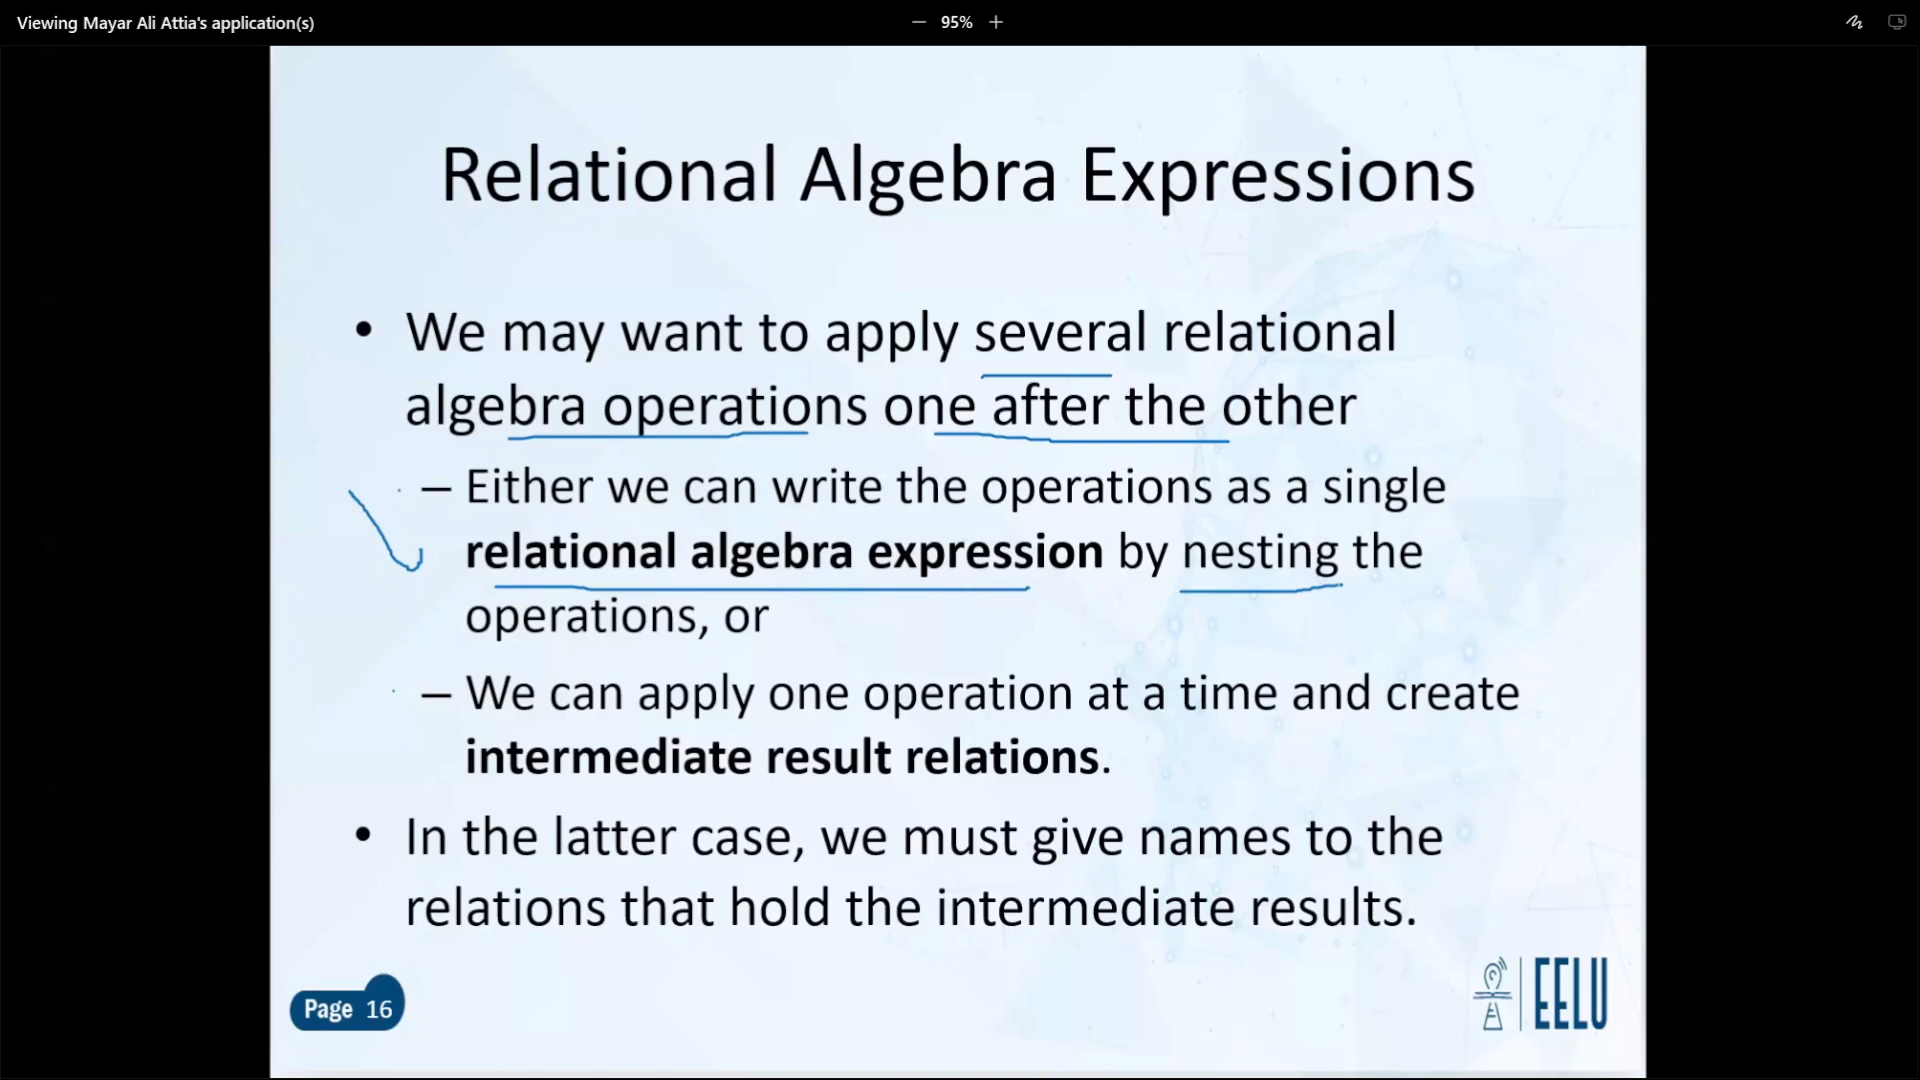 Viewing Mayar Ali Attia's application(s)
95%
Relational Algebra Expressions
• We may want to apply several relational
algebra operations one after the other
– Either we can write the operations as a single
relational algebra expression by nesting the
operations, or
– We can apply one operation at a time and create
intermediate result relations.
• In the latter case, we must give names to the
relations that hold the intermediate results.
Page 16
EELU